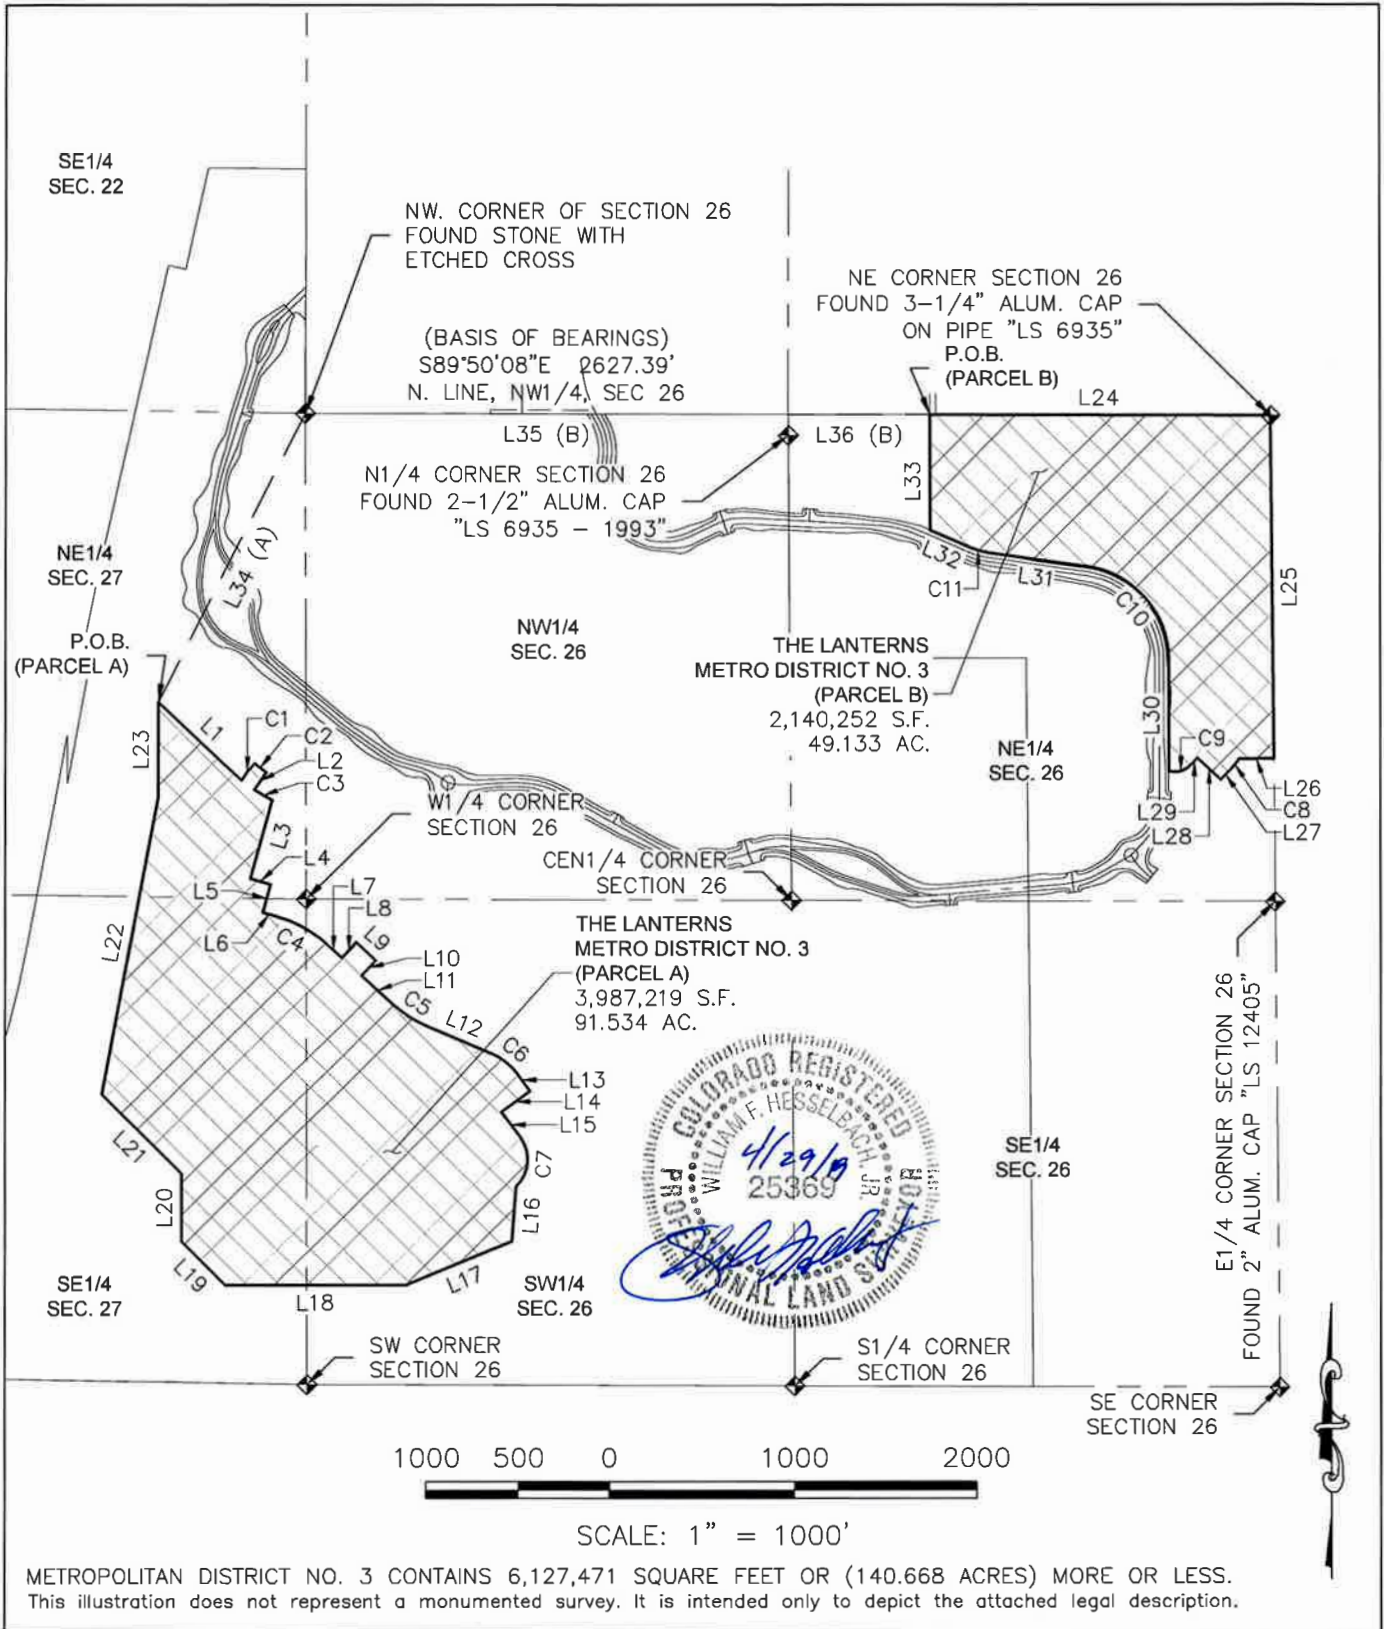 SE1/4
SEC. 22
NW. CORNER OF SECTION 26
FOUND STONE WITH
ETCHED CROSS
NE CORNER SECTION 26
FOUND 3-1/4" ALUM. CAP
ON PIPE "LS 6935"
P.O.B.
(PARCEL B)
(BASIS OF BEARINGS)
S89°50'08"E 2627.39'
N. LINE, NW1/4, SEC 26
L24
L35 (B)
L36 (B)
N1/4 CORNER SECTION 26
FOUND 2-1/2" ALUM. CAP
"LS 6935 - 1993"
L33
L25
L34 (A)
NE1/4
SEC. 27
L32
C11
L31
C10
P.O.B.
(PARCEL A)
NW1/4
SEC. 26
THE LANTERNS
METRO DISTRICT NO. 3
(PARCEL B)
2,140,252 S.F.
49.133 AC.
L30
L23
L1
C1
C2
L2
C3
NE1/4
SEC. 26
C9
L26
C8
L27
L29
L28
W1/4 CORNER
SECTION 26
L3
L4
CEN1/4 CORNER
SECTION 26
L5
L7
L8
L6
C4
L9
L10
L11
L22
THE LANTERNS
METRO DISTRICT NO. 3
(PARCEL A)
3,987,219 S.F.
91.534 AC.
C5
L12
C6
L13
L14
L15
E1/4 CORNER SECTION 26
FOUND 2" ALUM. CAP "LS 12405"
COLORADO REGISTERED
WILLIAM F. HESSELBACH, JR.
4/29/19
25369
PROFESSIONAL LAND SURVEYOR
L21
C7
SE1/4
SEC. 26
L20
L16
L19
L17
L18
SE1/4
SEC. 27
SW1/4
SEC. 26
SW CORNER
SECTION 26
S1/4 CORNER
SECTION 26
SE CORNER
SECTION 26
1000 500 0 1000 2000
SCALE: 1" = 1000'
METROPOLITAN DISTRICT NO. 3 CONTAINS 6,127,471 SQUARE FEET OR (140.668 ACRES) MORE OR LESS.
This illustration does not represent a monumented survey. It is intended only to depict the attached legal description.